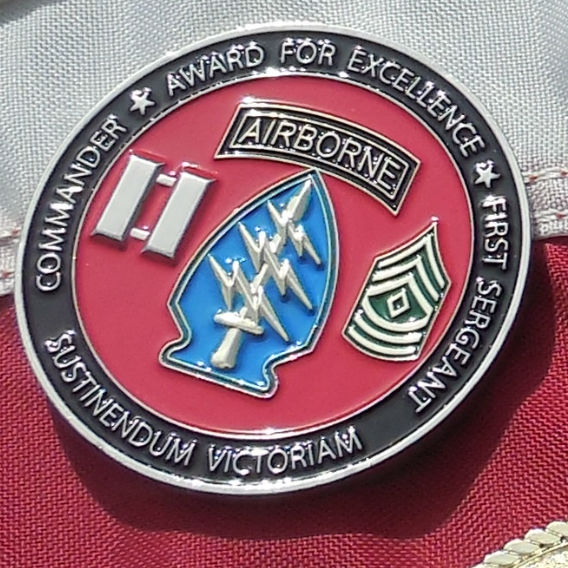 COMMANDER ★ AWARD FOR EXCELLENCE ★ FIRST SERGEANT
AIRBORNE
SUSTINENDUM VICTORIAM